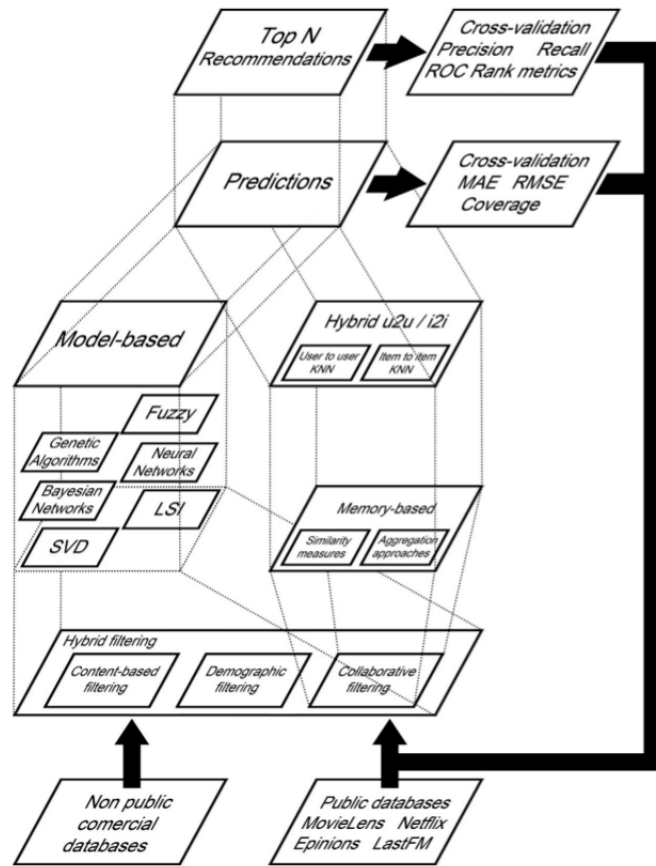 Top N
Recommendations
Cross-validation
Precision Recall
ROC Rank metrics
Predictions
Cross-validation
MAE RMSE
Coverage
Model-based
Hybrid u2u / i2i
User to user
KNN
Item to item
KNN
Fuzzy
Genetic
Algorithms
Neural
Networks
Bayesian
Networks
LSI
SVD
Memory-based
Similarity
measures
Aggregation
approaches
Hybrid filtering
Content-based
filtering
Demographic
filtering
Collaborative
filtering
Non public
comercial
databases
Public databases
MovieLens Netflix
Epinions LastFM